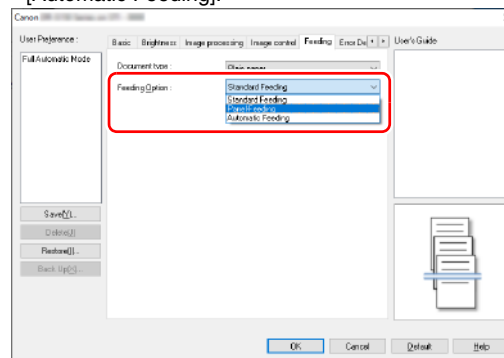 [Automatic Feeding].
Canon
User Preference :
Full Automatic Mode
Save(Y)...
Delete(J)
Restore(I)...
Back Up(K)...
Basic Brightness Image processing Image control Feeding Error De
Document type :
Plain paper
Feeding Option :
Standard Feeding
Standard Feeding
Panel Feeding
Automatic Feeding
User's Guide
OK Cancel Default Help